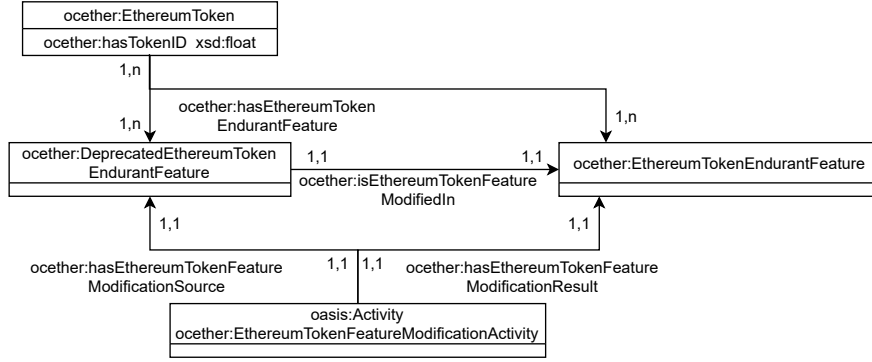 ocether:EthereumToken
ocether:hasTokenID xsd:float
1,n
ocether:hasEthereumToken
EndurantFeature
1,n
1,n
ocether:DeprecatedEthereumToken
EndurantFeature
1,1
1,1
ocether:isEthereumTokenFeature
ModifiedIn
ocether:EthereumTokenEndurantFeature
1,1
1,1
ocether:hasEthereumTokenFeature
ModificationSource
1,1
1,1
ocether:hasEthereumTokenFeature
ModificationResult
oasis:Activity
ocether:EthereumTokenFeatureModificationActivity